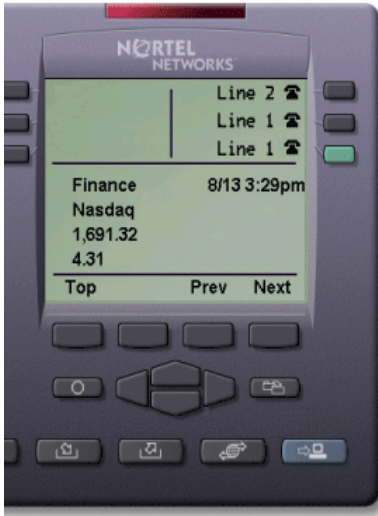 NORTEL
NETWORKS
Line 2
Line 1
Line 1
Finance 8/13 3:29pm
Nasdaq
1,691.32
4.31
Top Prev Next